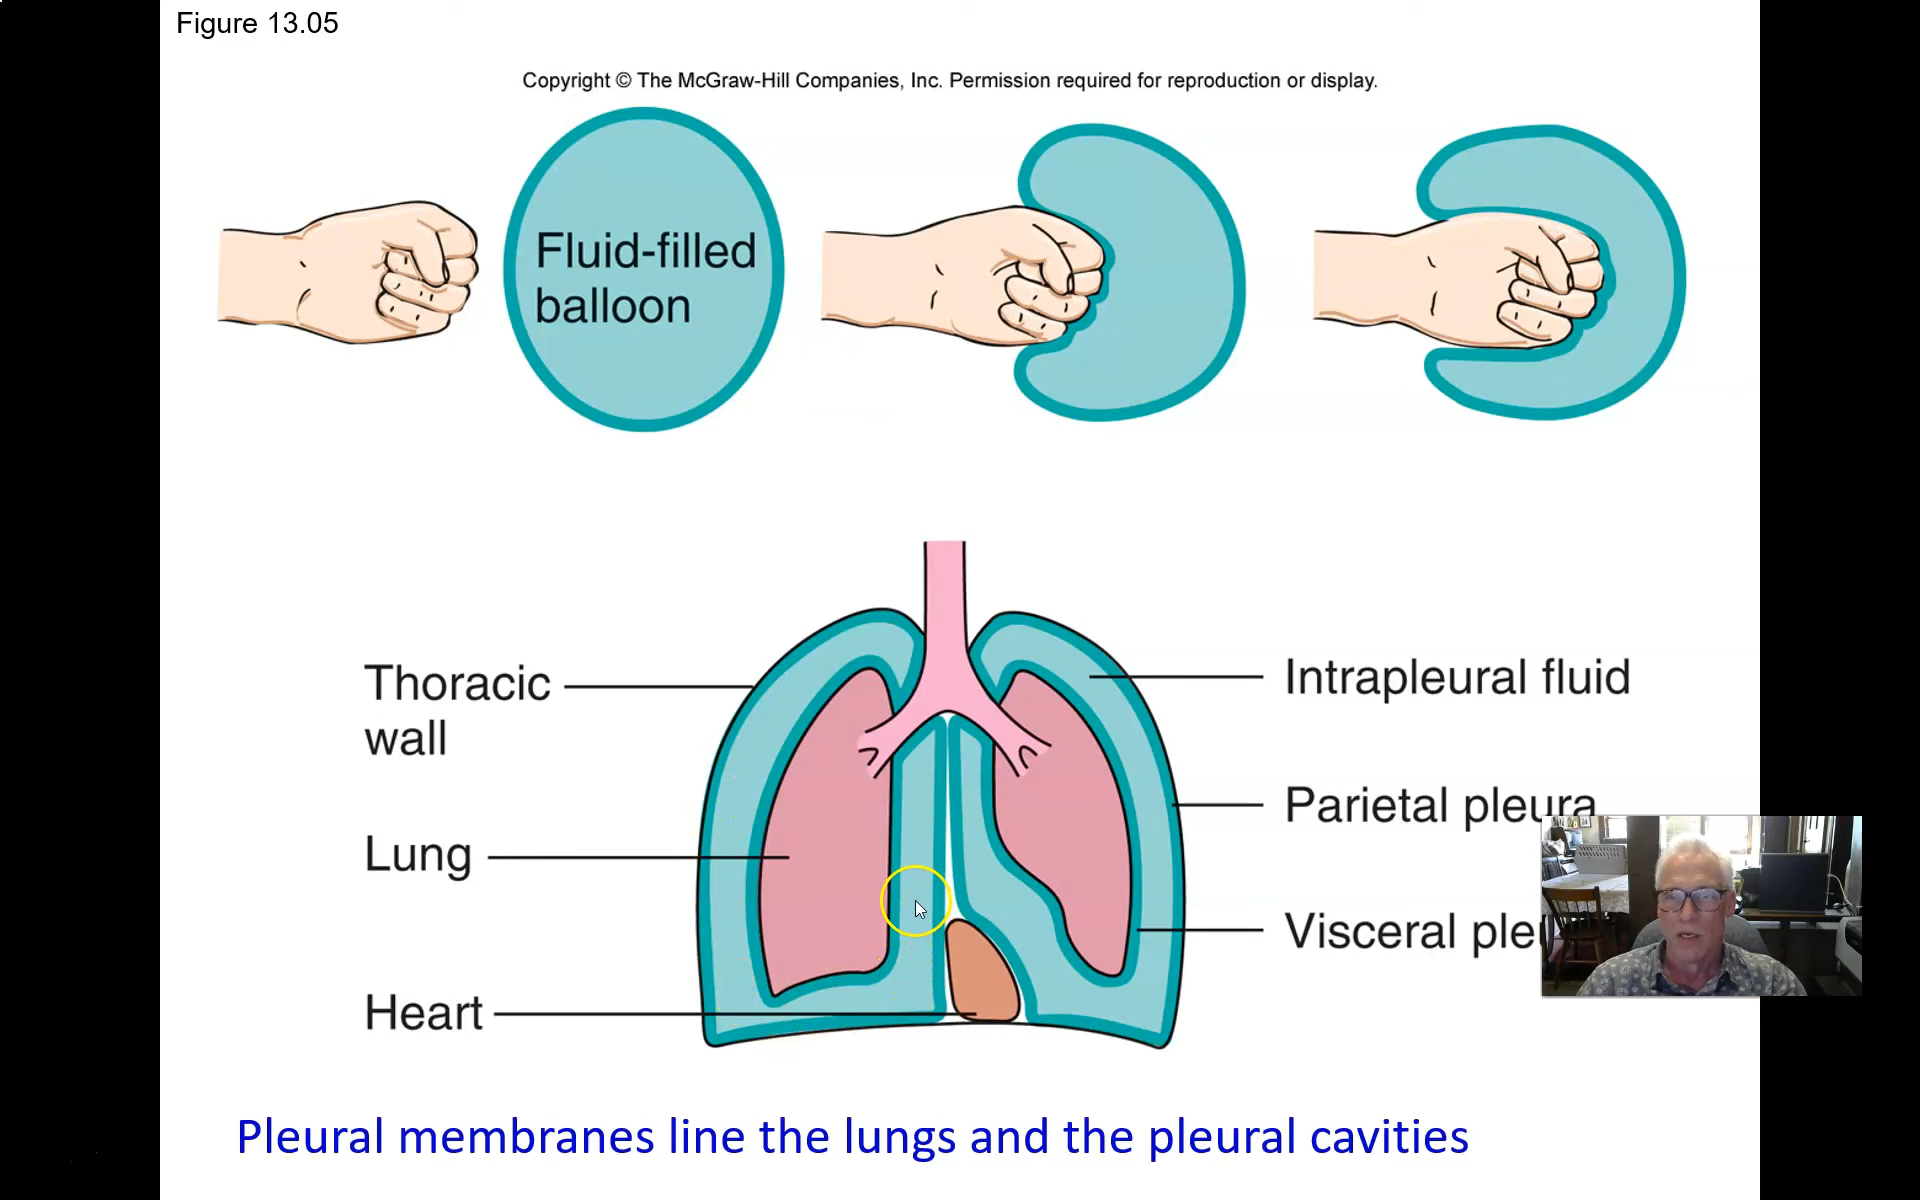 Figure 13.05
Copyright © The McGraw-Hill Companies, Inc. Permission required for reproduction or display.
Fluid-filled
balloon
Thoracic
wall
Lung
Heart
Intrapleural fluid
Parietal pleura
Visceral
Pleural membranes line the lungs and the pleural cavities